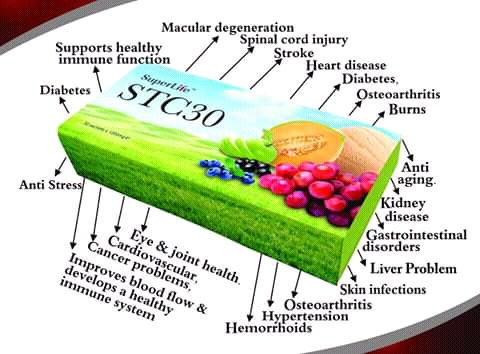 Macular degeneration
Spinal cord injury
Stroke
Heart disease
Diabetes,
Osteoarthritis
Burns
Supports healthy
immune function
Diabetes
SuperLife™
STC30
Anti
aging.
Kidney
disease
Gastrointestinal
disorders
Liver Problem
Skin infections
Anti Stress
Eye & joint health.
Cardiovascular,
Cancer problems,
Improves blood flow &
develops a healthy
immune system
Osteoarthritis
Hypertension
Hemorrhoids